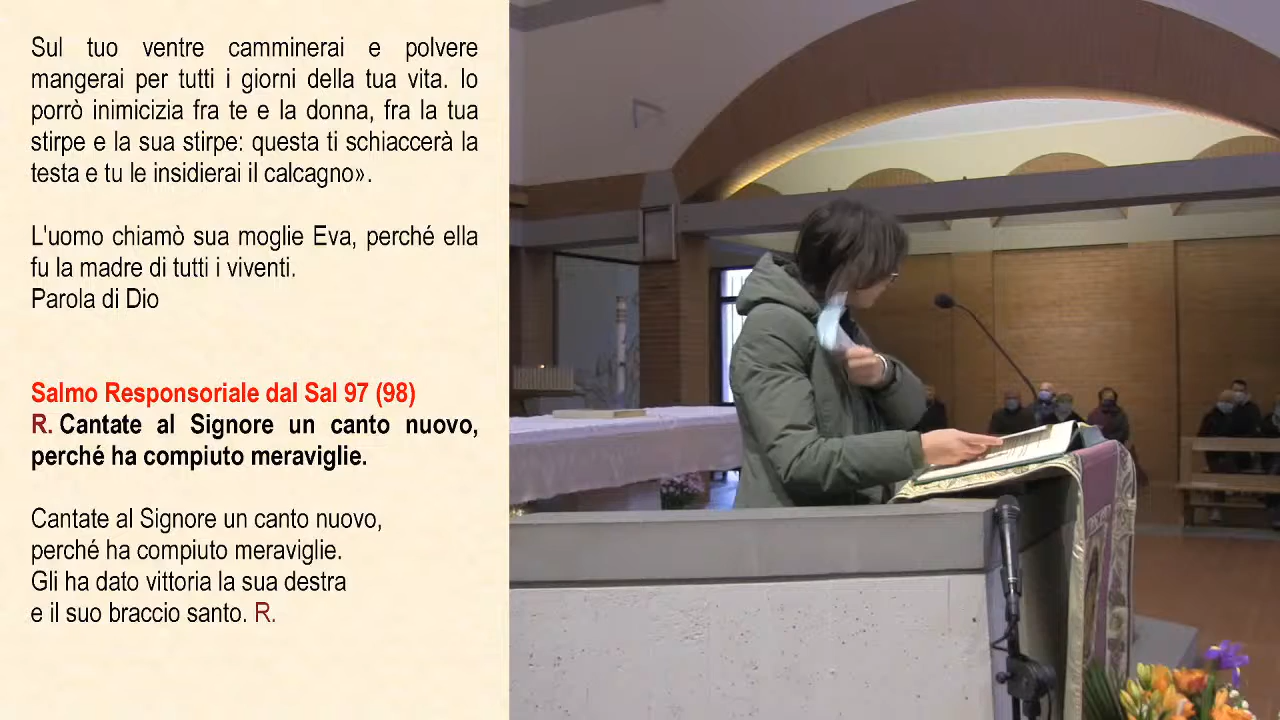 Sul tuo ventre camminerai e polvere
mangerai per tutti i giorni della tua vita. Io
porrò inimicizia fra te e la donna, fra la tua
stirpe e la sua stirpe: questa ti schiaccerà la
testa e tu le insidierai il calcagno».
L'uomo chiamò sua moglie Eva, perché ella
fu la madre di tutti i viventi.
Parola di Dio
Salmo Responsoriale dal Sal 97 (98)
R. Cantate al Signore un canto nuovo,
perché ha compiuto meraviglie.
Cantate al Signore un canto nuovo,
perché ha compiuto meraviglie.
Gli ha dato vittoria la sua destra
e il suo braccio santo. R.